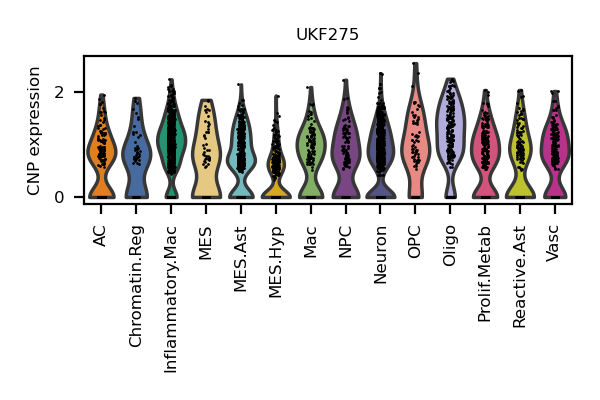 UKF275
CNP expression
2
0
AC
Chromatin.Reg
Inflammatory.Mac
MES
MES.Ast
MES.Hyp
Mac
NPC
Neuron
OPC
Oligo
Prolif.Metab
Reactive.Ast
Vasc